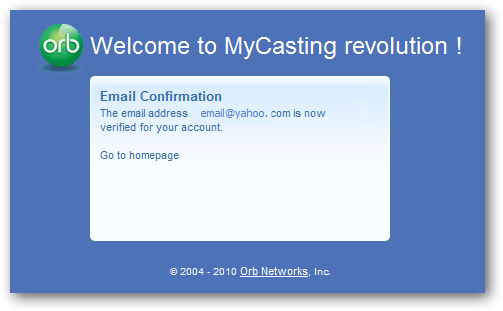 orb
Welcome to MyCasting revolution !
Email Confirmation
The email address email@yahoo. com is now
verified for your account.
Go to homepage
© 2004 - 2010 Orb Networks, Inc.